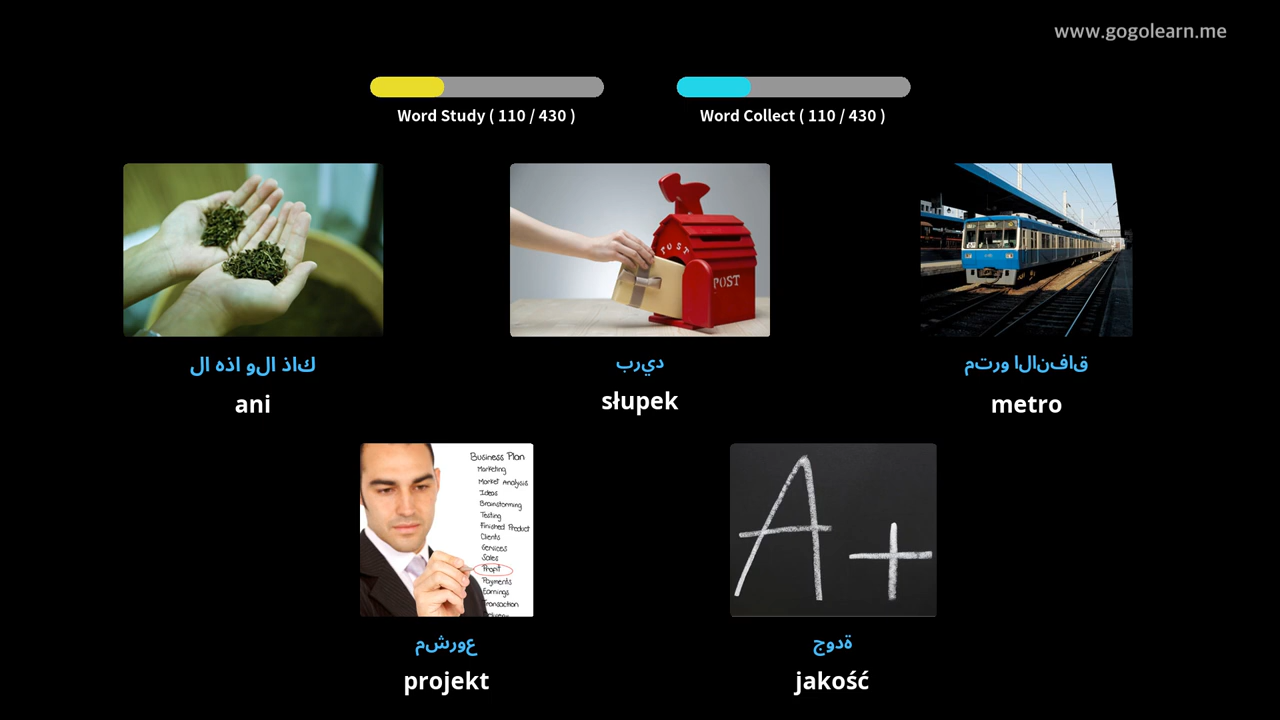 www.gogolearn.me
Word Study ( 110 / 430 )
Word Collect ( 110 / 430 )
كاذ الو اذه ال
ani
ديرب
POST
POST
słupek
قافنالا ورتم
metro
Business Plan
Marketing
Market Analysis
Ideas
Brainstorming
Testing
Finished Product
Clients
Services
Sales
Profit
Payments
Earnings
Transaction
عورشم
projekt
A+
ةدوج
jakość